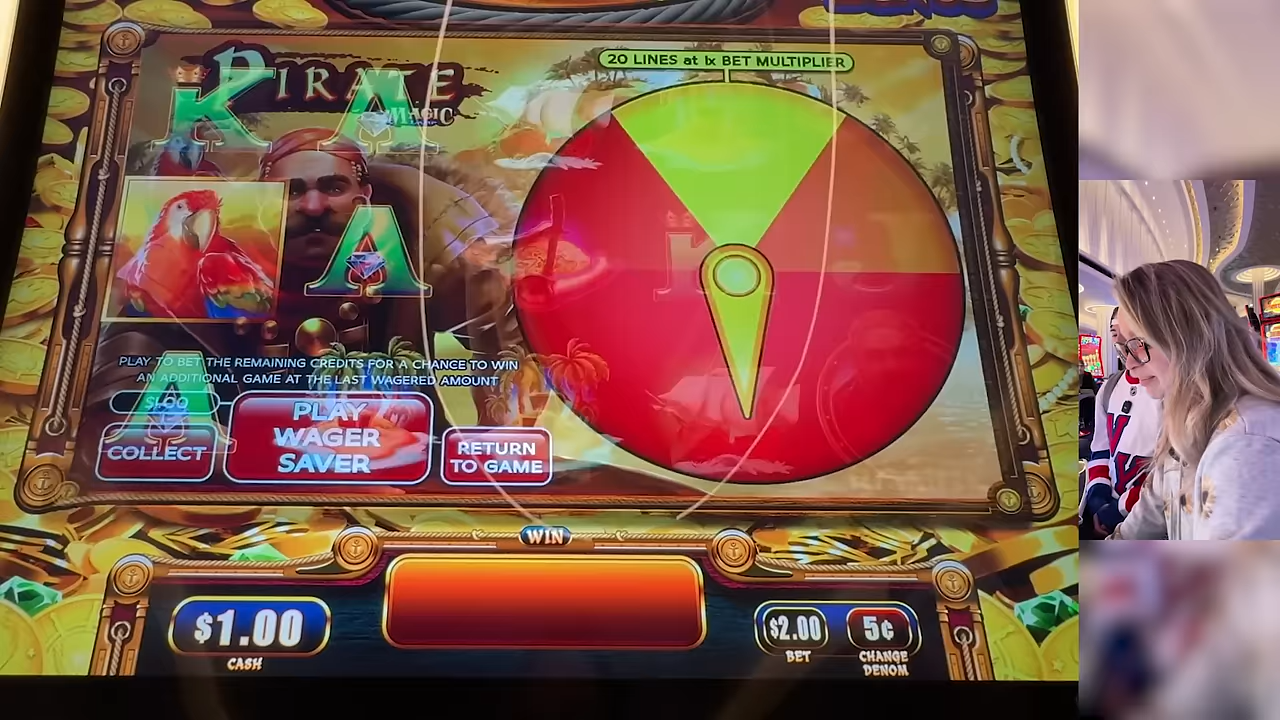 20 LINES at 1x BET MULTIPLIER
PIRATE
MAGIC
K A
A
A
K
PLAY TO BET THE REMAINING CREDITS FOR A CHANCE TO WIN
AN ADDITIONAL GAME AT THE LAST WAGERED AMOUNT
$1.00
COLLECT
PLAY
WAGER
SAVER
RETURN
TO GAME
WIN
$1.00
CASH
$2.00
BET
5¢
CHANGE
DENOM